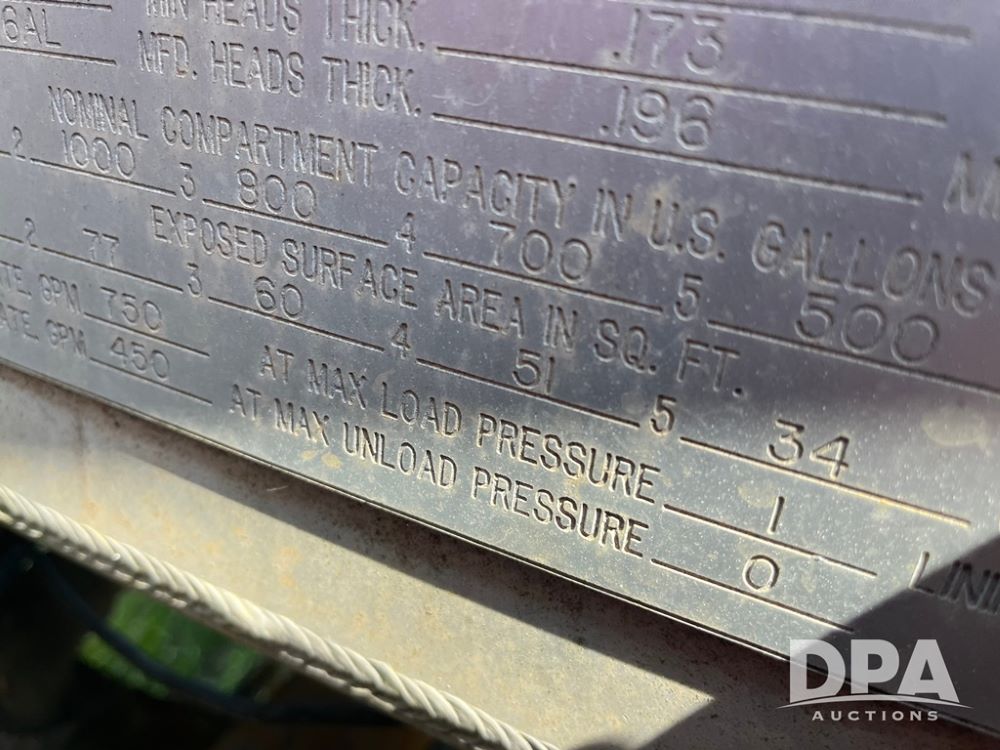 HEADS THICK. .173
6AL MFD. HEADS THICK. .196
NOMINAL COMPARTMENT CAPACITY IN U.S. GALLONS
2 1000 3 800 4 700 5 500
EXPOSED SURFACE AREA IN SQ. FT.
2 77 3 60 4 51 5 34
GPM 750 AT MAX LOAD PRESSURE 1
GPM 450 AT MAX UNLOAD PRESSURE 0
DPA
AUCTIONS